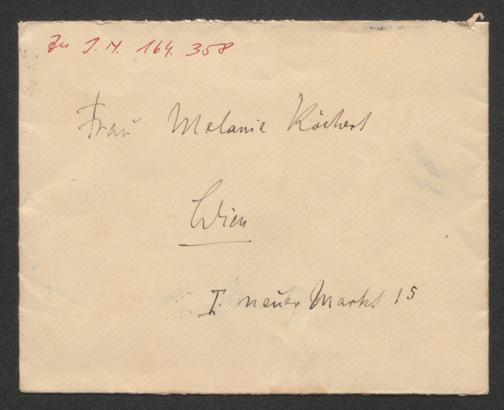 Zu I. N. 164.358
Frau Melanie Köchert
Wien
I. neuer Markt 15